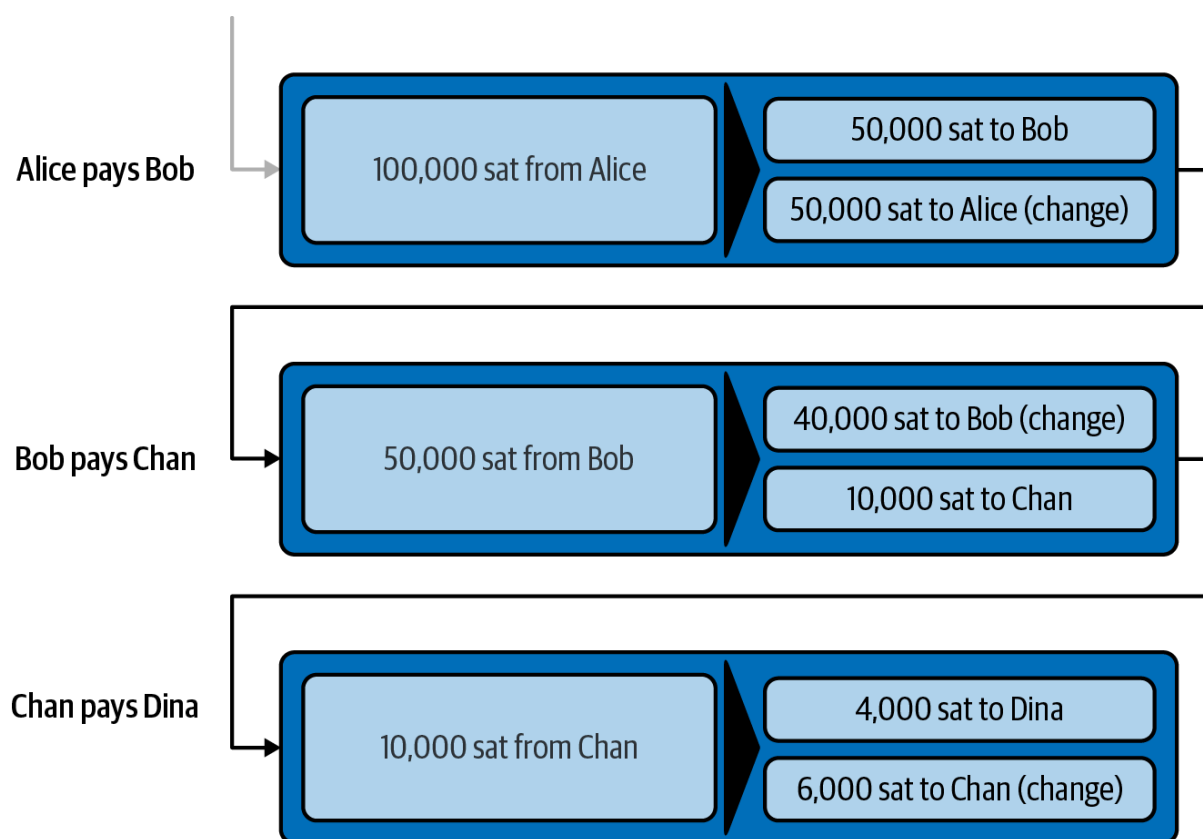 Alice pays Bob
100,000 sat from Alice
50,000 sat to Bob
50,000 sat to Alice (change)
Bob pays Chan
50,000 sat from Bob
40,000 sat to Bob (change)
10,000 sat to Chan
Chan pays Dina
10,000 sat from Chan
4,000 sat to Dina
6,000 sat to Chan (change)